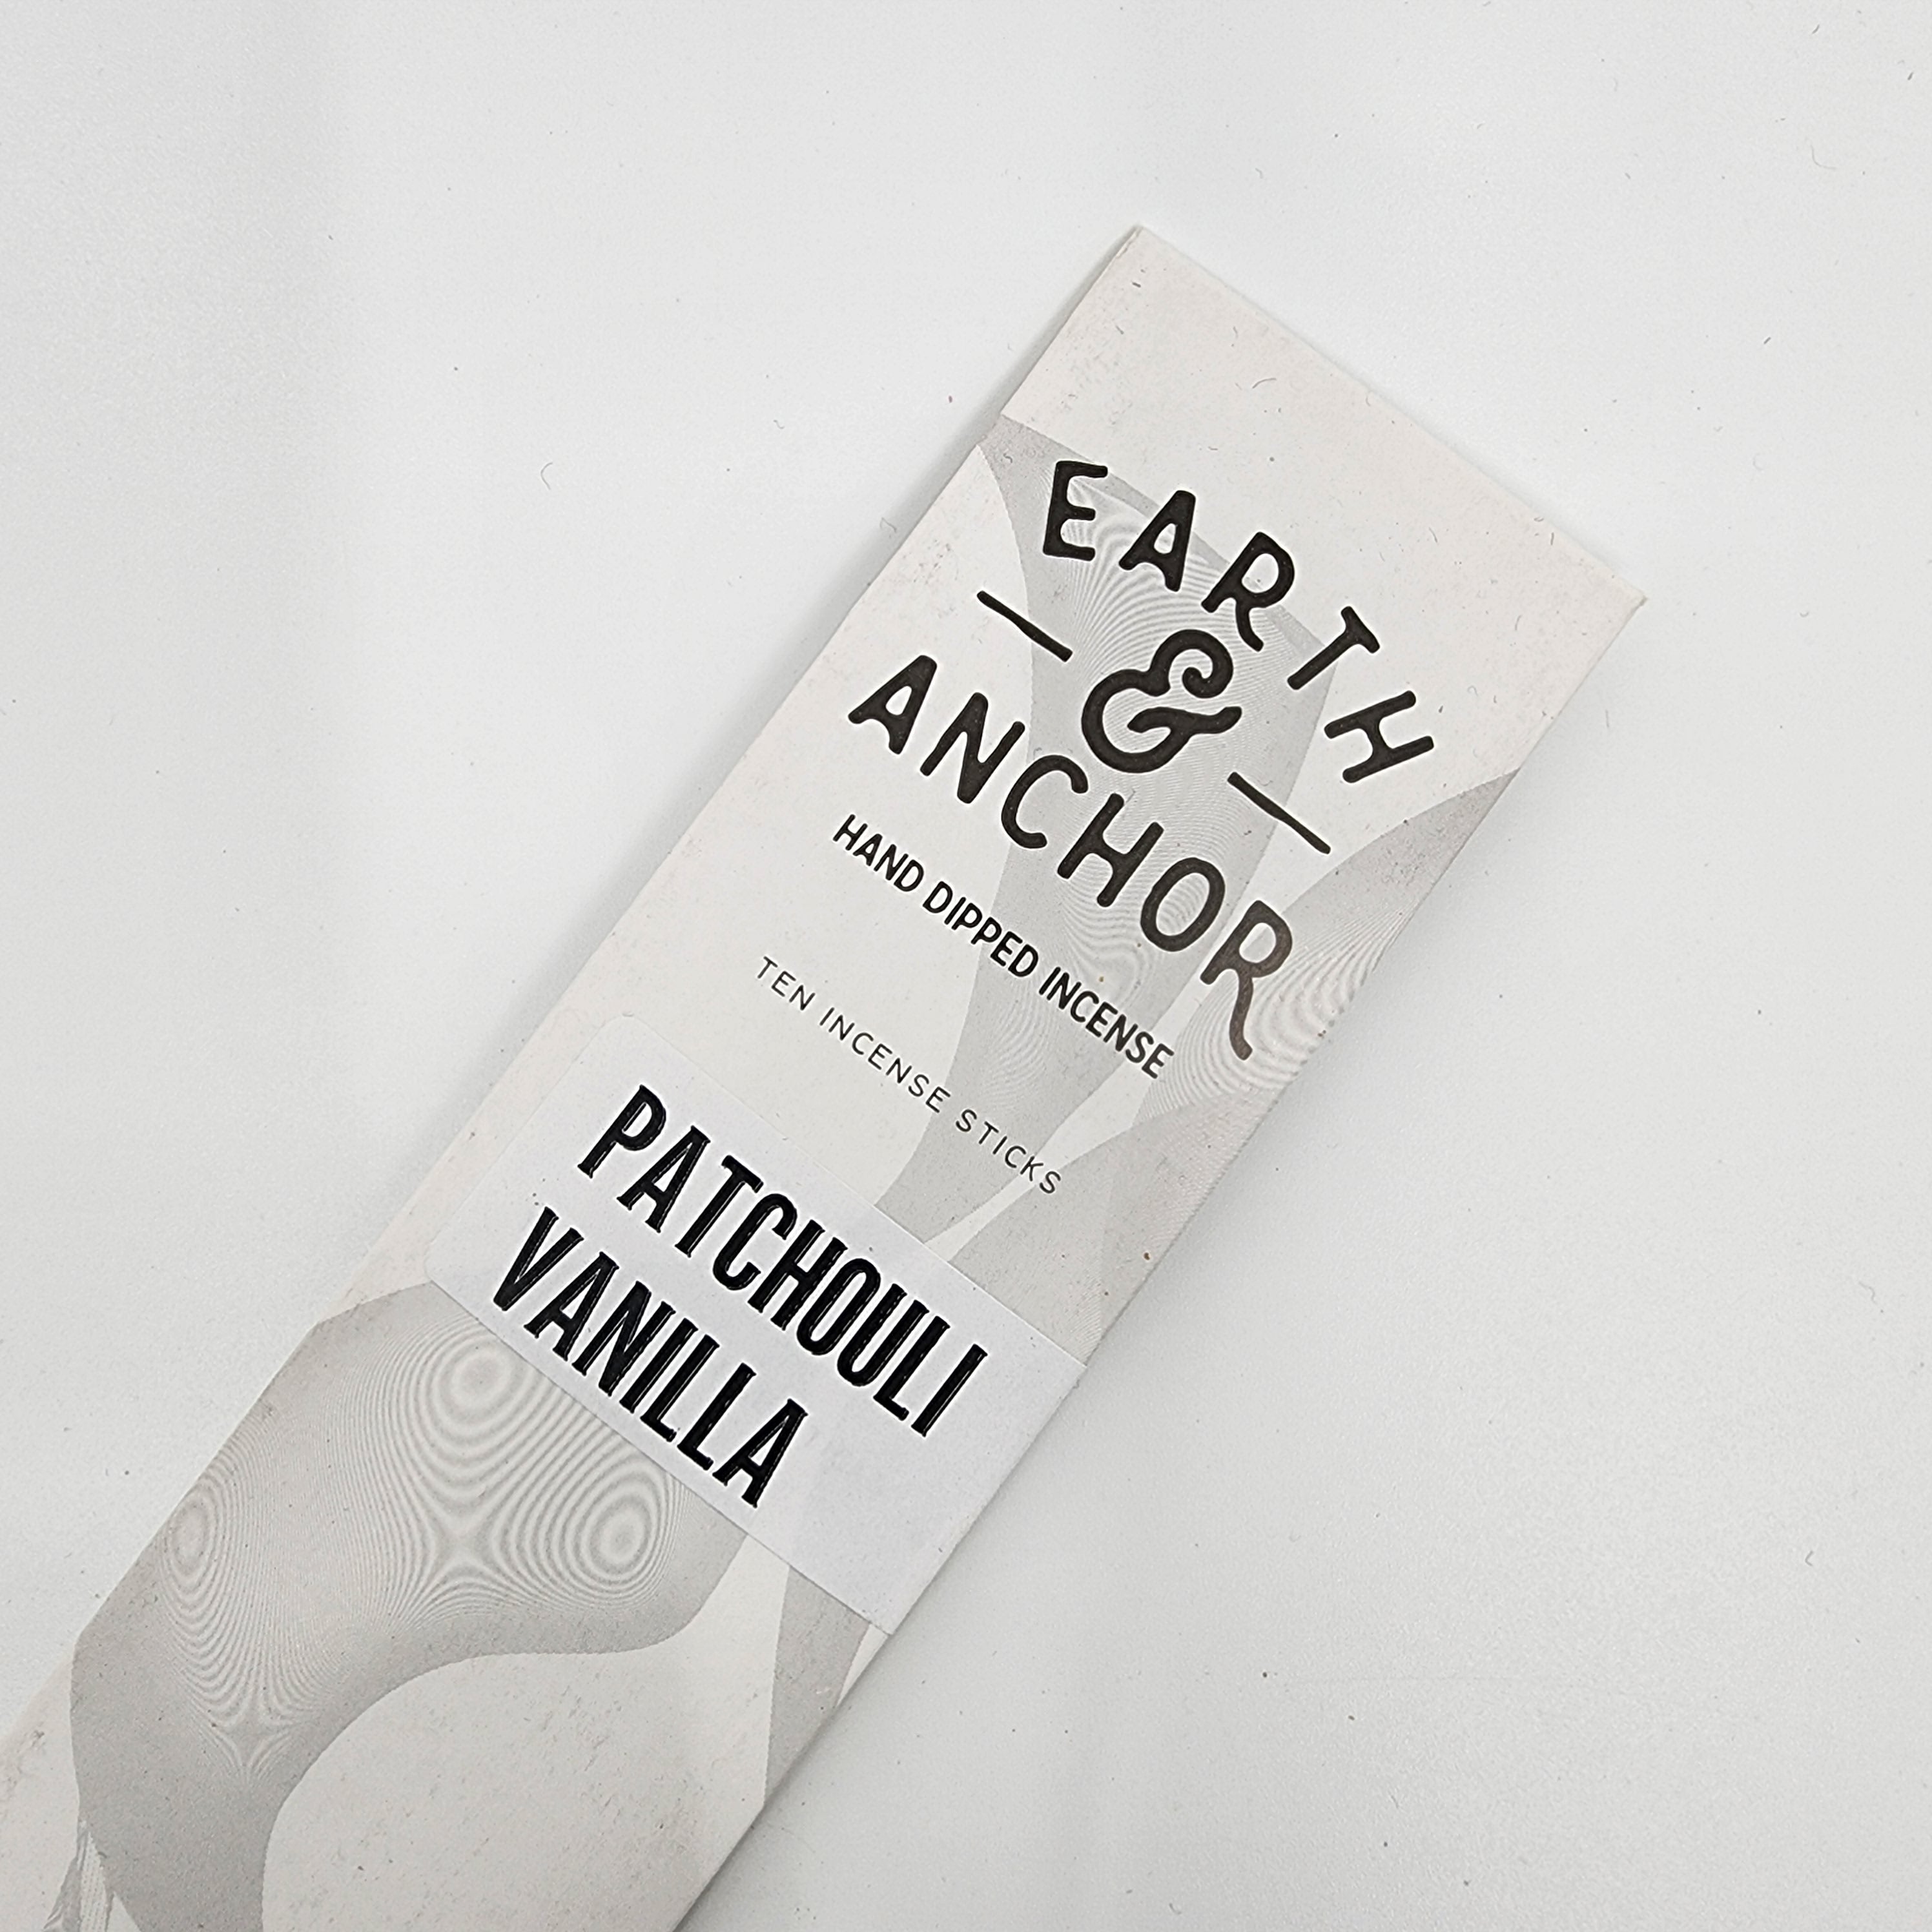 EARTH
&
ANCHOR
HAND DIPPED INCENSE
TEN INCENSE STICKS
PATCHOULI
VANILLA